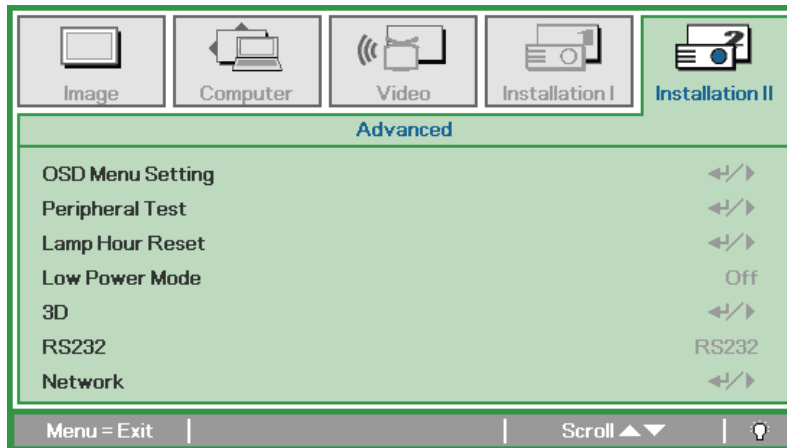 Image Computer Video Installation I Installation II
Advanced
OSD Menu Setting
Peripheral Test
Lamp Hour Reset
Low Power Mode Off
3D
RS232 RS232
Network
Menu = Exit Scroll ▲▼